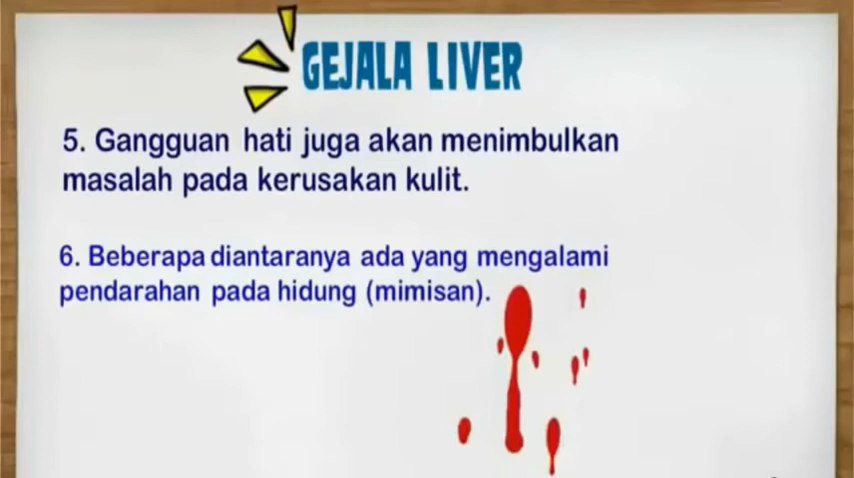 GEJALA LIVER
5. Gangguan hati juga akan menimbulkan
masalah pada kerusakan kulit.
6. Beberapa diantaranya ada yang mengalami
pendarahan pada hidung (mimisan).